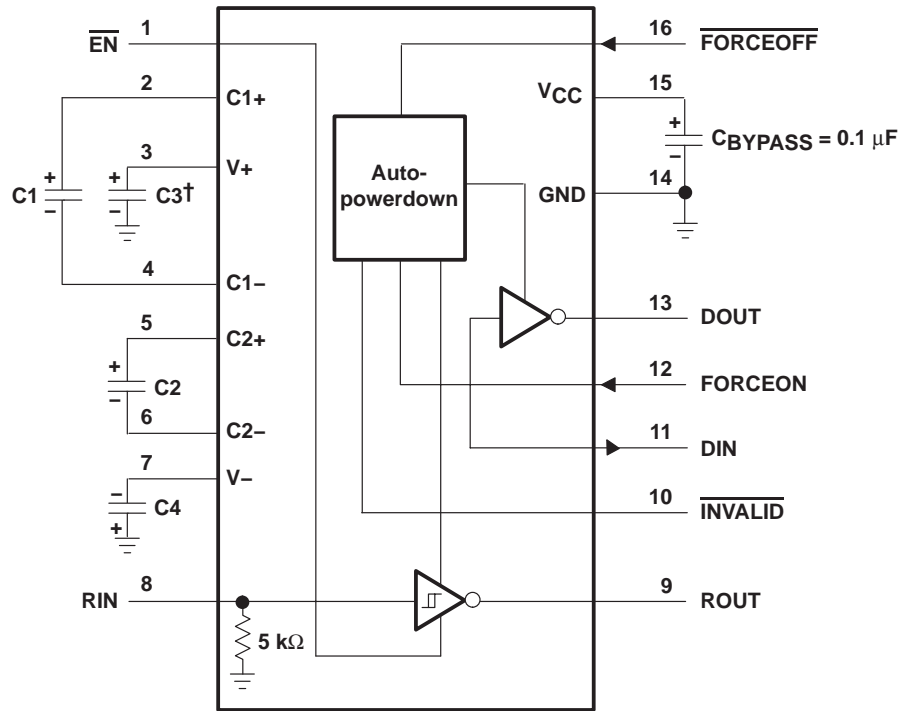 1
EN
16
FORCEOFF
2
C1+
VCC
15
+
CBYPASS = 0.1 μF
−
3
V+
C1
+
−
+
−
C3†
Auto-
powerdown
14
GND
4
C1−
5
C2+
13
DOUT
+
−
C2
12
FORCEON
6
C2−
11
DIN
7
V−
−
+
C4
10
INVALID
8
RIN
9
ROUT
5 kΩ